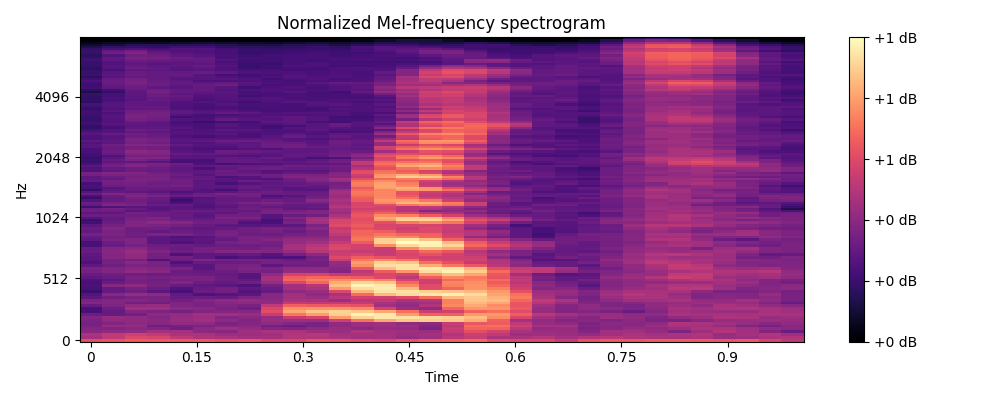 Normalized Mel-frequency spectrogram
+1 dB
+1 dB
+1 dB
+0 dB
+0 dB
+0 dB
4096
2048
1024
512
0
Hz
0
0.15
0.3
0.45
0.6
0.75
0.9
Time